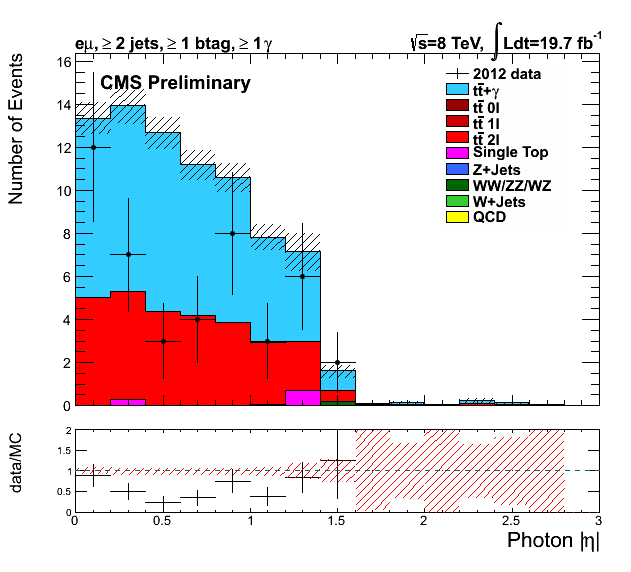 eμ, ≥ 2 jets, ≥ 1 btag, ≥ 1 γ
√s=8 TeV, ∫ Ldt=19.7 fb⁻¹
CMS Preliminary
Number of Events
16
14
12
10
8
6
4
2
0
2012 data
tt̄+γ
tt̄ 0l
tt̄ 1l
tt̄ 2l
Single Top
Z+Jets
WW/ZZ/WZ
W+Jets
QCD
data/MC
2
1.5
1
0.5
0
0 0.5 1 1.5 2 2.5 3
Photon |η|